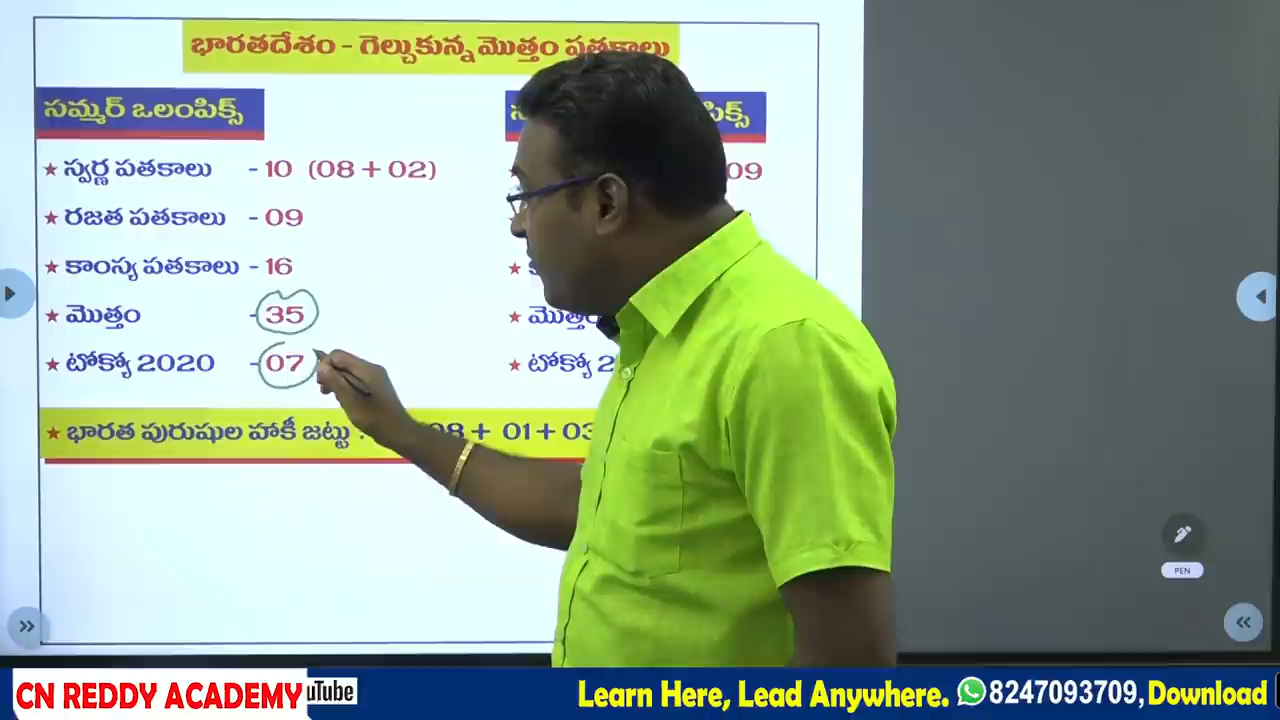 భారతదేశం - గెల్చుకున్న మొత్తం పతకాలు
సమ్మర్ ఒలంపిక్స్
★ స్వర్ణ పతకాలు - 10 (08 + 02)
★ రజత పతకాలు - 09
★ కాంస్య పతకాలు - 16
★ మొత్తం - 35
★ టోక్యో 2020 - 07
09
★ మొత్తం
★ టోక్యో
★ భారత పురుషుల హాకీ జట్టు : 08 + 01 + 03
PEN
CN REDDY ACADEMY
Learn Here, Lead Anywhere. 8247093709, Download